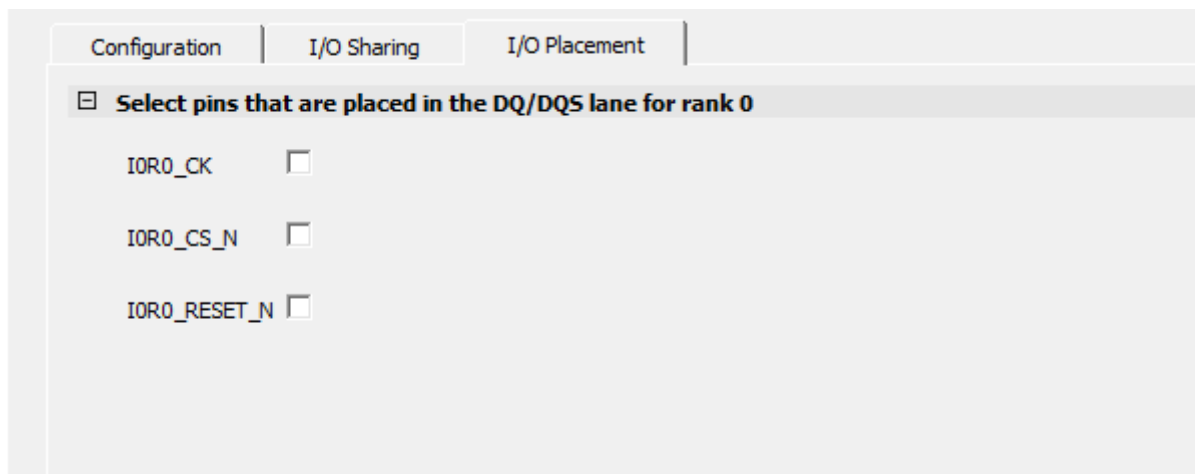 Configuration I/O Sharing I/O Placement
Select pins that are placed in the DQ/DQS lane for rank 0
I0R0_CK
I0R0_CS_N
I0R0_RESET_N